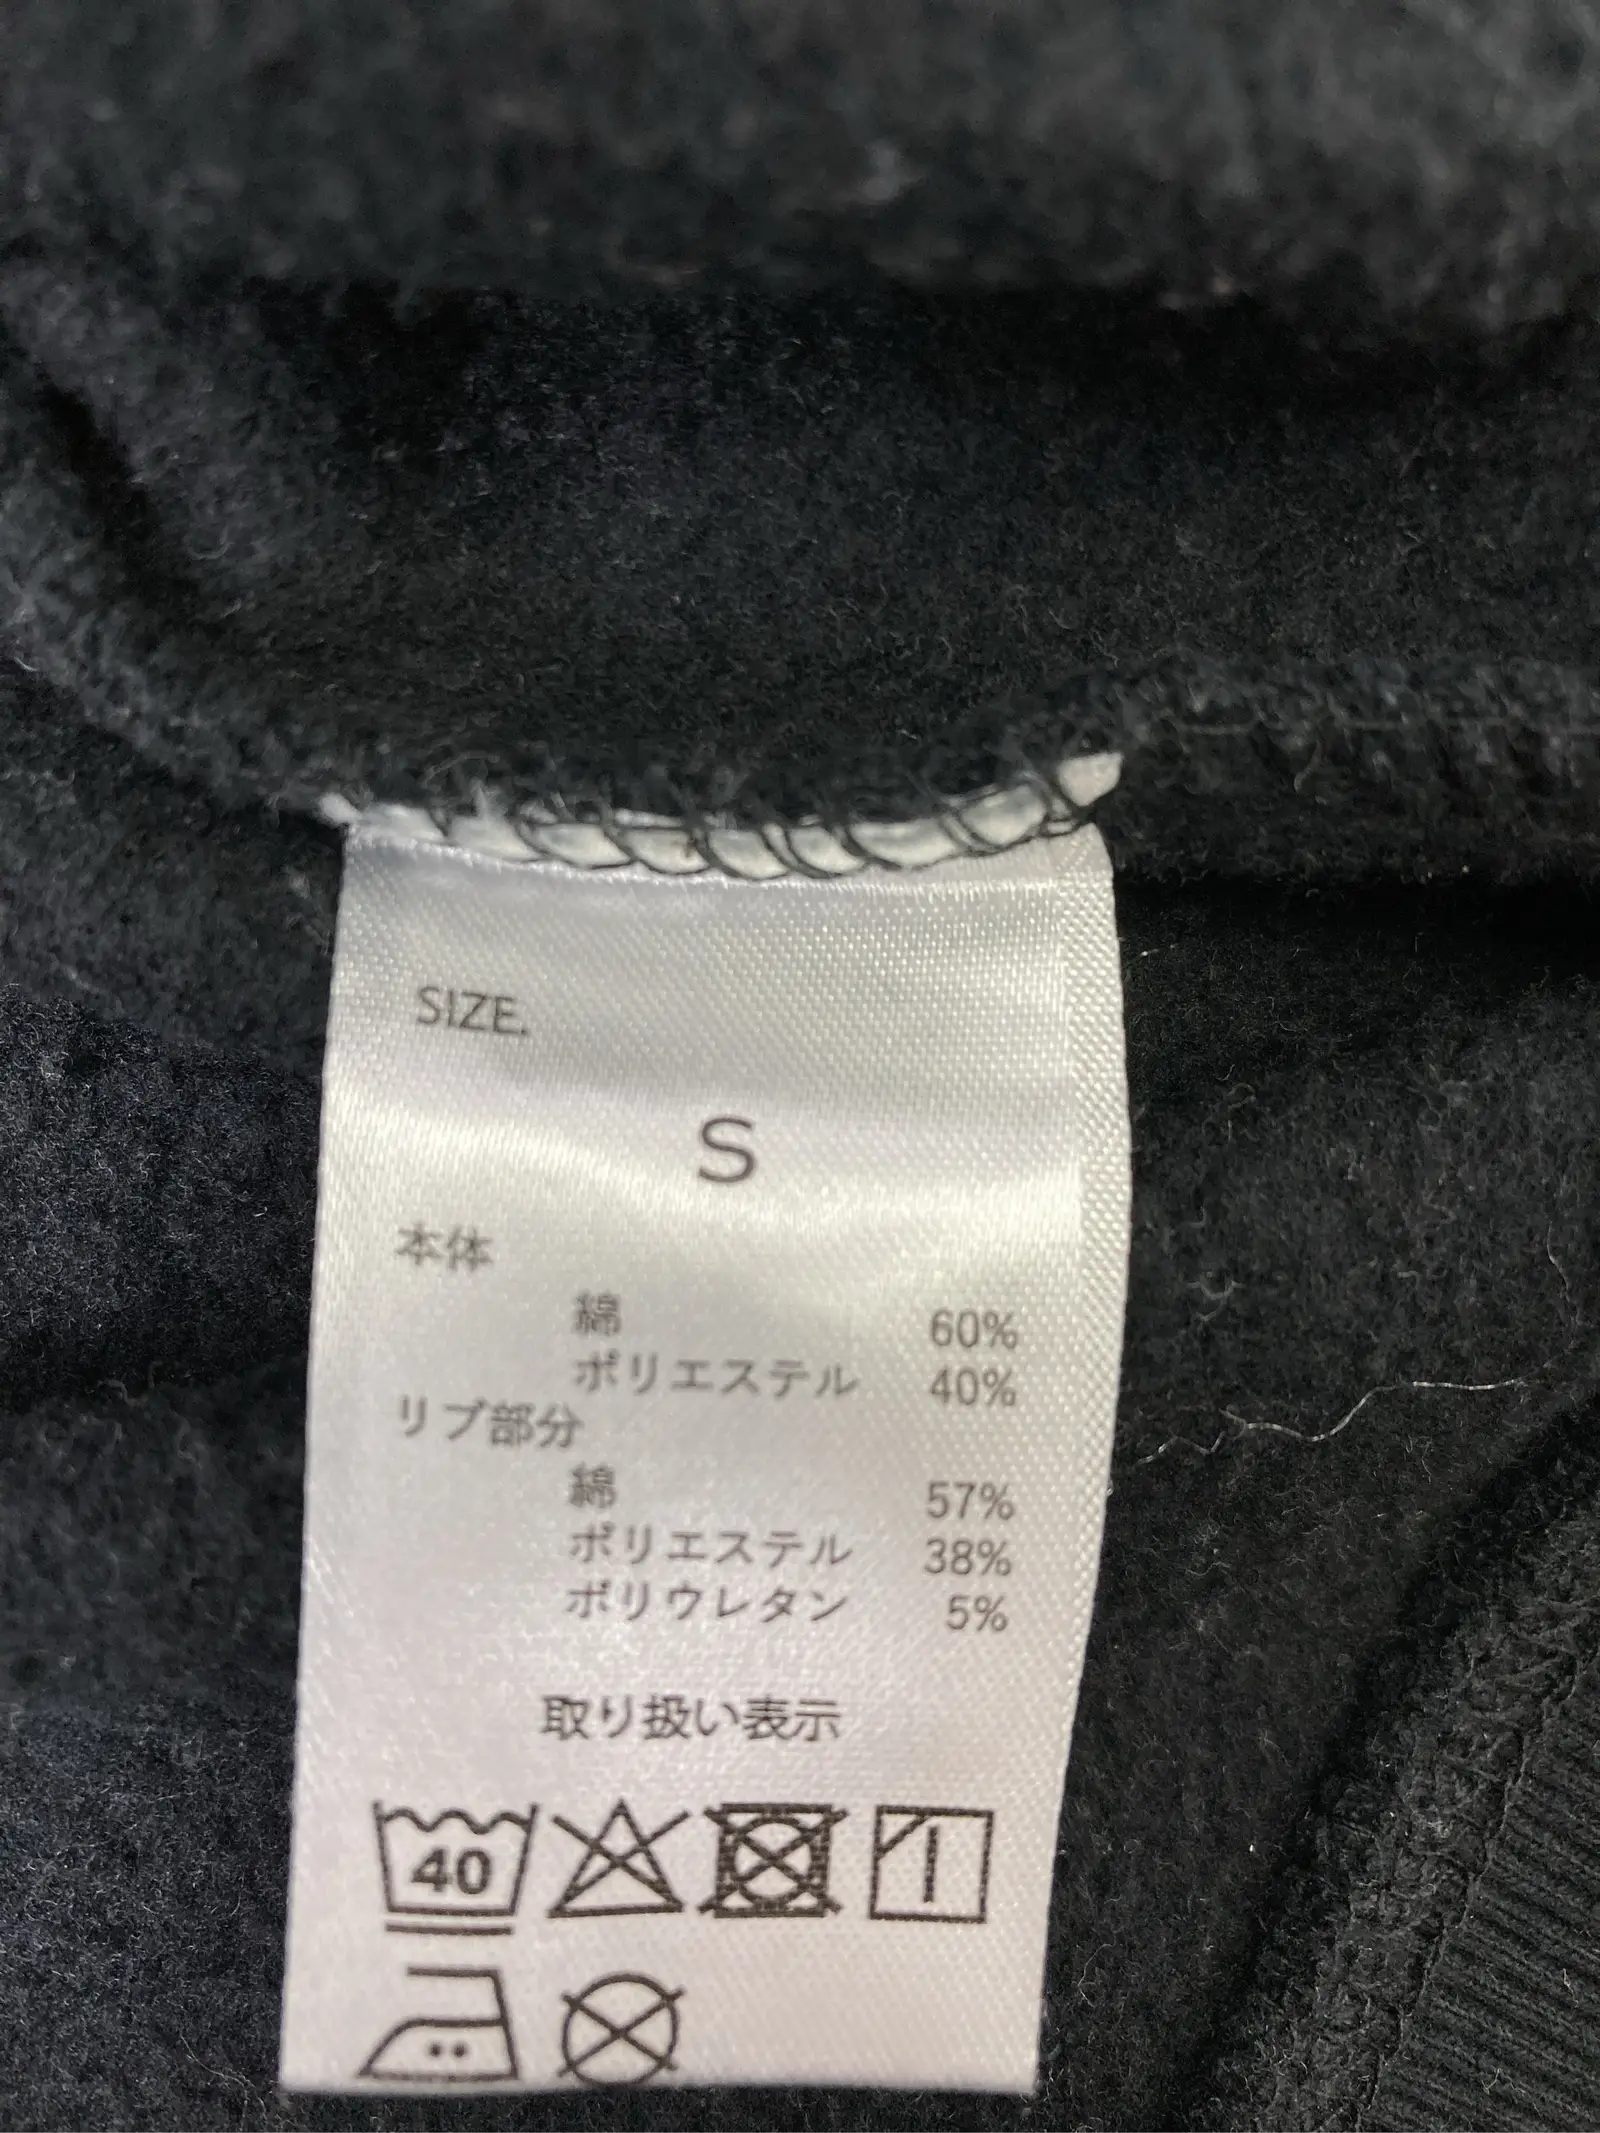 SIZE.
S
本体
綿 60%
ポリエステル 40%
リブ部分
綿 57%
ポリエステル 38%
ポリウレタン 5%
取り扱い表示
40